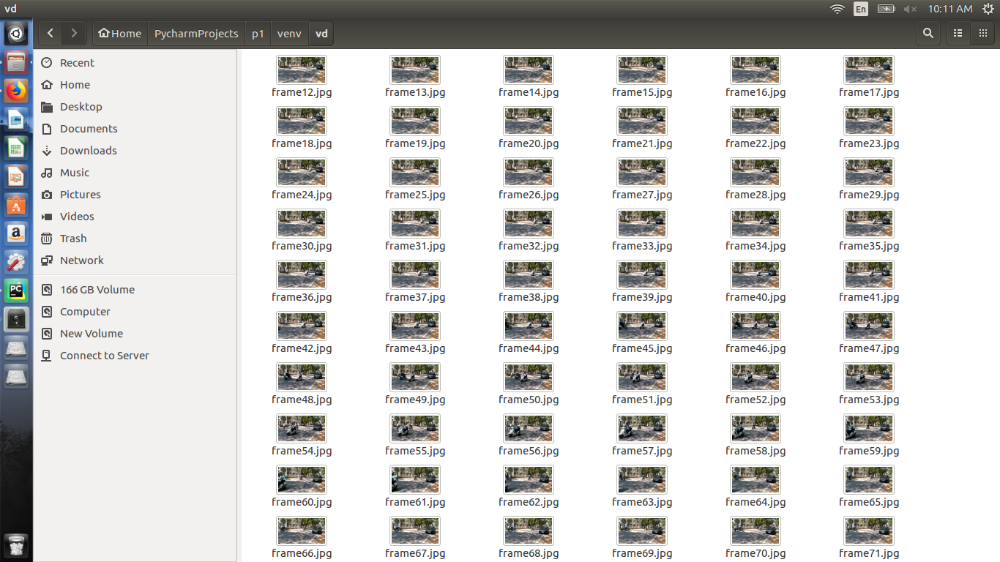 vd
En
10:11 AM
Home PycharmProjects p1 venv vd
Recent
Home
Desktop
Documents
Downloads
Music
Pictures
Videos
Trash
Network
166 GB Volume
Computer
New Volume
Connect to Server
frame12.jpg frame13.jpg frame14.jpg frame15.jpg frame16.jpg frame17.jpg
frame18.jpg frame19.jpg frame20.jpg frame21.jpg frame22.jpg frame23.jpg
frame24.jpg frame25.jpg frame26.jpg frame27.jpg frame28.jpg frame29.jpg
frame30.jpg frame31.jpg frame32.jpg frame33.jpg frame34.jpg frame35.jpg
frame36.jpg frame37.jpg frame38.jpg frame39.jpg frame40.jpg frame41.jpg
frame42.jpg frame43.jpg frame44.jpg frame45.jpg frame46.jpg frame47.jpg
frame48.jpg frame49.jpg frame50.jpg frame51.jpg frame52.jpg frame53.jpg
frame54.jpg frame55.jpg frame56.jpg frame57.jpg frame58.jpg frame59.jpg
frame60.jpg frame61.jpg frame62.jpg frame63.jpg frame64.jpg frame65.jpg
frame66.jpg frame67.jpg frame68.jpg frame69.jpg frame70.jpg frame71.jpg
a
PC